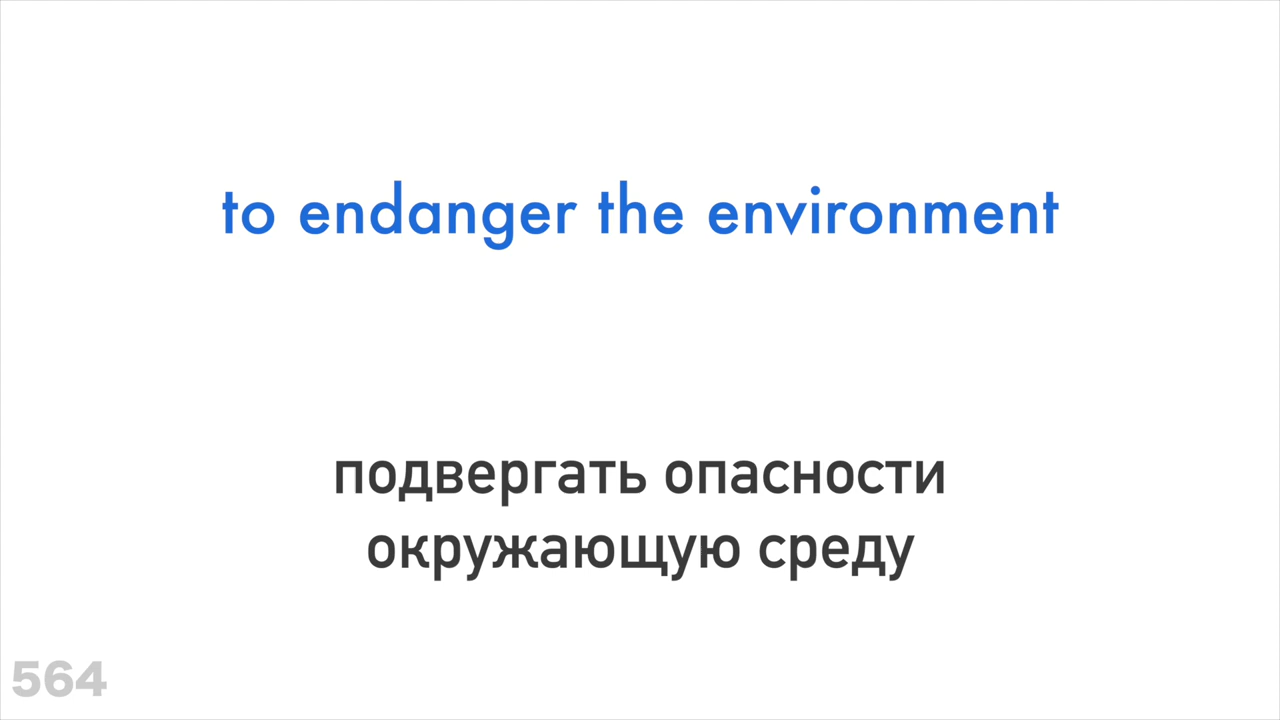 to endanger the environment
подвергать опасности
окружающую среду
564